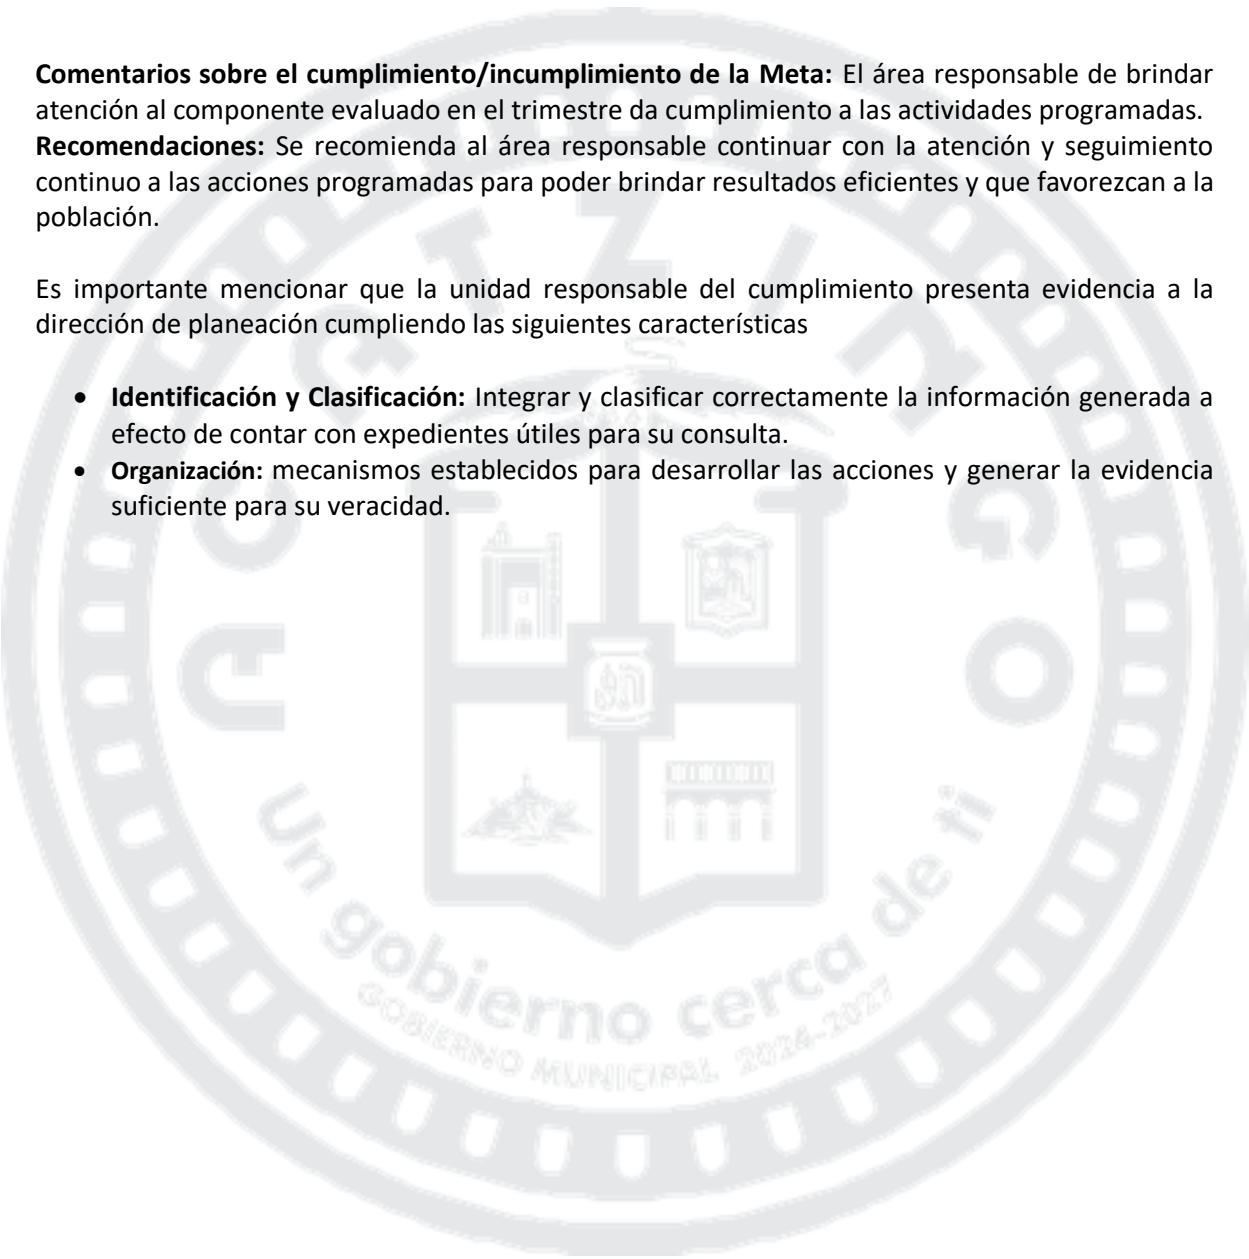 Comentarios sobre el cumplimiento/incumplimiento de la Meta: El área responsable de brindar
atención al componente evaluado en el trimestre da cumplimiento a las actividades programadas.
Recomendaciones: Se recomienda al área responsable continuar con la atención y seguimiento
continuo a las acciones programadas para poder brindar resultados eficientes y que favorezcan a la
población.
Es importante mencionar que la unidad responsable del cumplimiento presenta evidencia a la
dirección de planeación cumpliendo las siguientes características
• Identificación y Clasificación: Integrar y clasificar correctamente la información generada a
efecto de contar con expedientes útiles para su consulta.
• Organización: mecanismos establecidos para desarrollar las acciones y generar la evidencia
suficiente para su veracidad.
Un gobierno cerca de ti
GOBIERNO MUNICIPAL 2024-2027